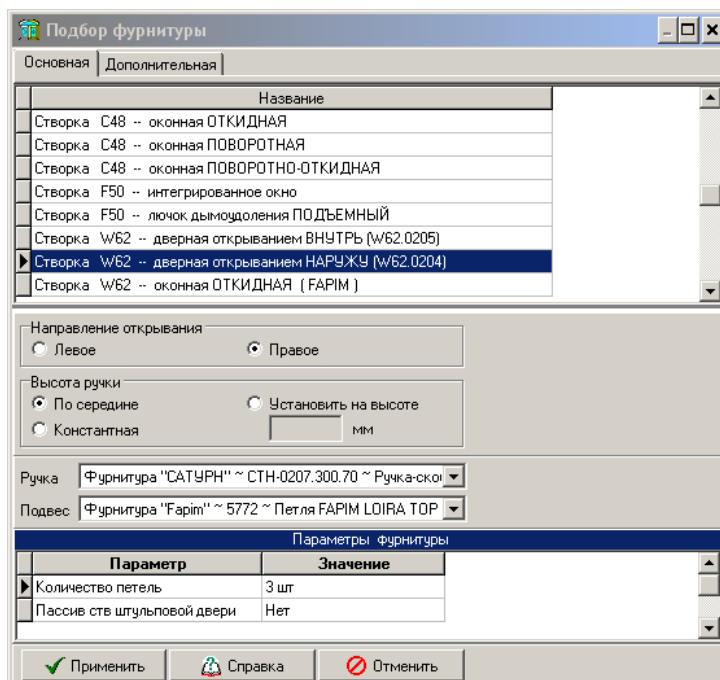 Подбор фурнитуры
Основная Дополнительная
Название
Створка C48 -- оконная ОТКИДНАЯ
Створка C48 -- оконная ПОВОРОТНАЯ
Створка C48 -- оконная ПОВОРОТНО-ОТКИДНАЯ
Створка F50 -- интегрированное окно
Створка F50 -- лючок дымоудоления ПОДЪЕМНЫЙ
Створка W62 -- дверная открыванием ВНУТРЬ (W62.0205)
Створка W62 -- дверная открыванием НАРУЖУ (W62.0204)
Створка W62 -- оконная ОТКИДНАЯ ( FAPIM )
Направление открывания
Левое Правое
Высота ручки
По середине Установить на высоте
Константная мм
Ручка Фурнитура "САТУРН" ~ СТН-0207.300.70 ~ Ручка-ско
Подвес Фурнитура "Fapim" ~ 5772 ~ Петля FAPIM LOIRA TOP
Параметры фурнитуры
Параметр Значение
Количество петель 3 шт
Пассив ств штульповой двери Нет
Применить Справка Отменить